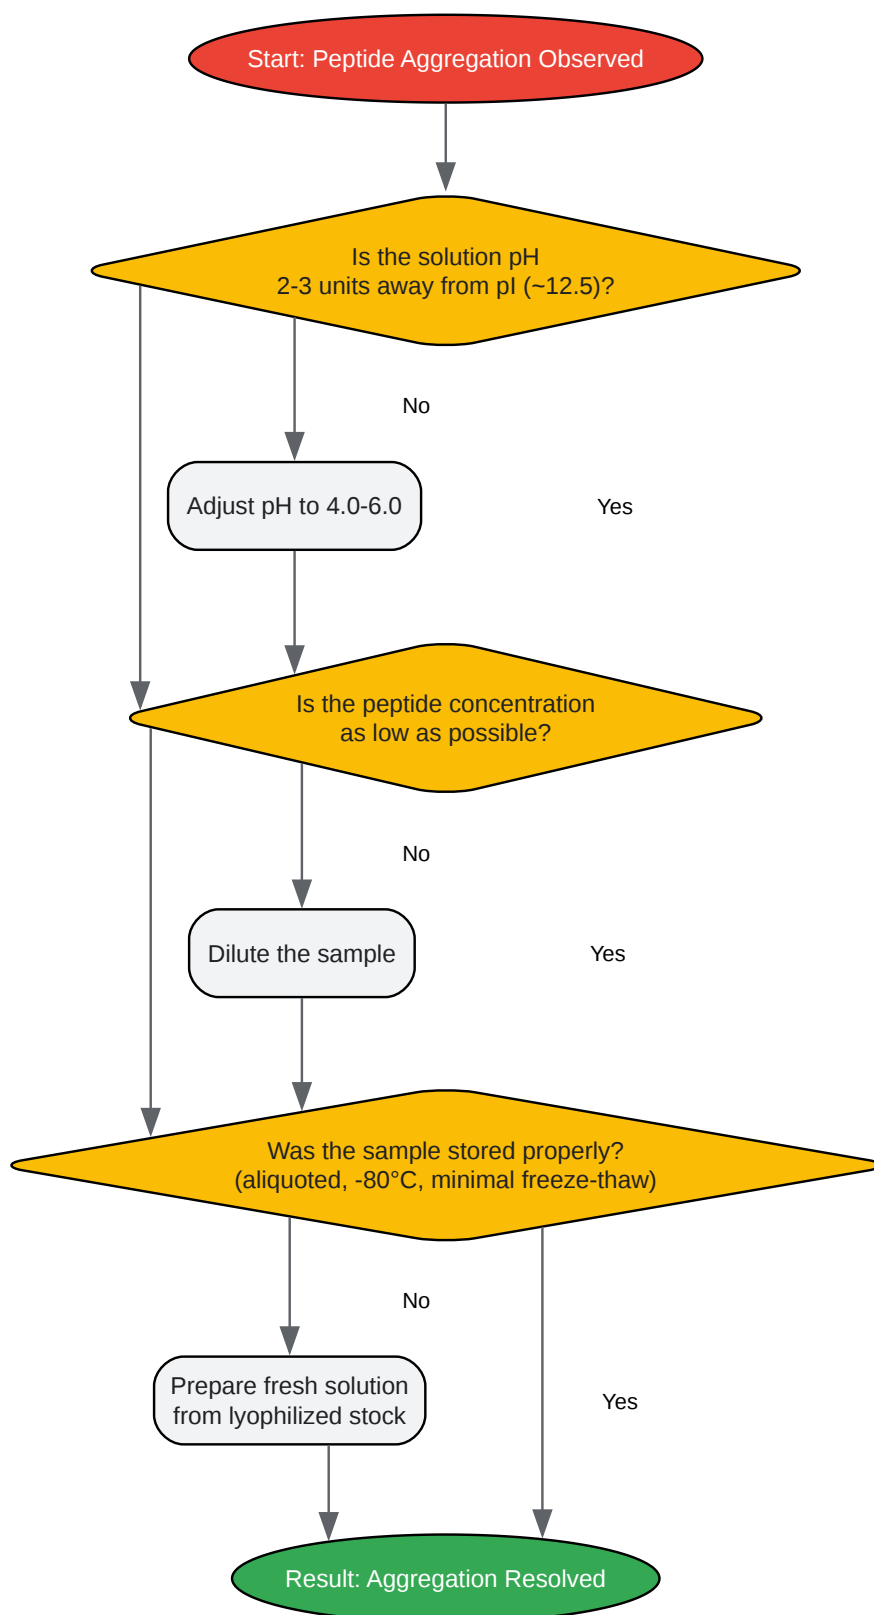 Start: Peptide Aggregation Observed
Is the solution pH
2-3 units away from pI (~12.5)?
No
Adjust pH to 4.0-6.0
Yes
Is the peptide concentration
as low as possible?
No
Dilute the sample
Yes
Was the sample stored properly?
(aliquoted, -80°C, minimal freeze-thaw)
No
Prepare fresh solution
from lyophilized stock
Yes
Result: Aggregation Resolved